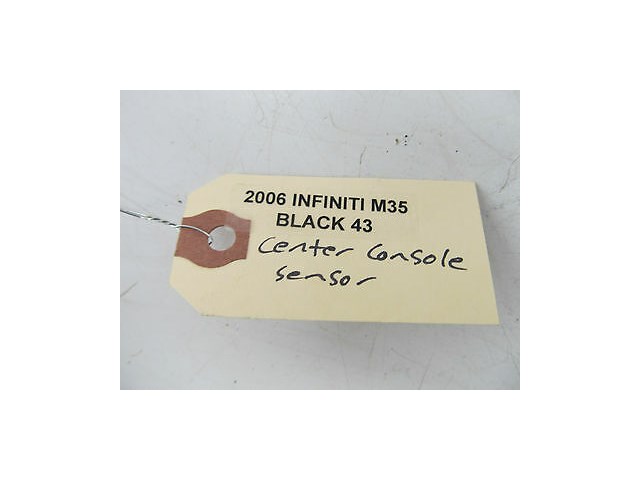 2006 INFINITI M35
BLACK 43
Center Console
sensor